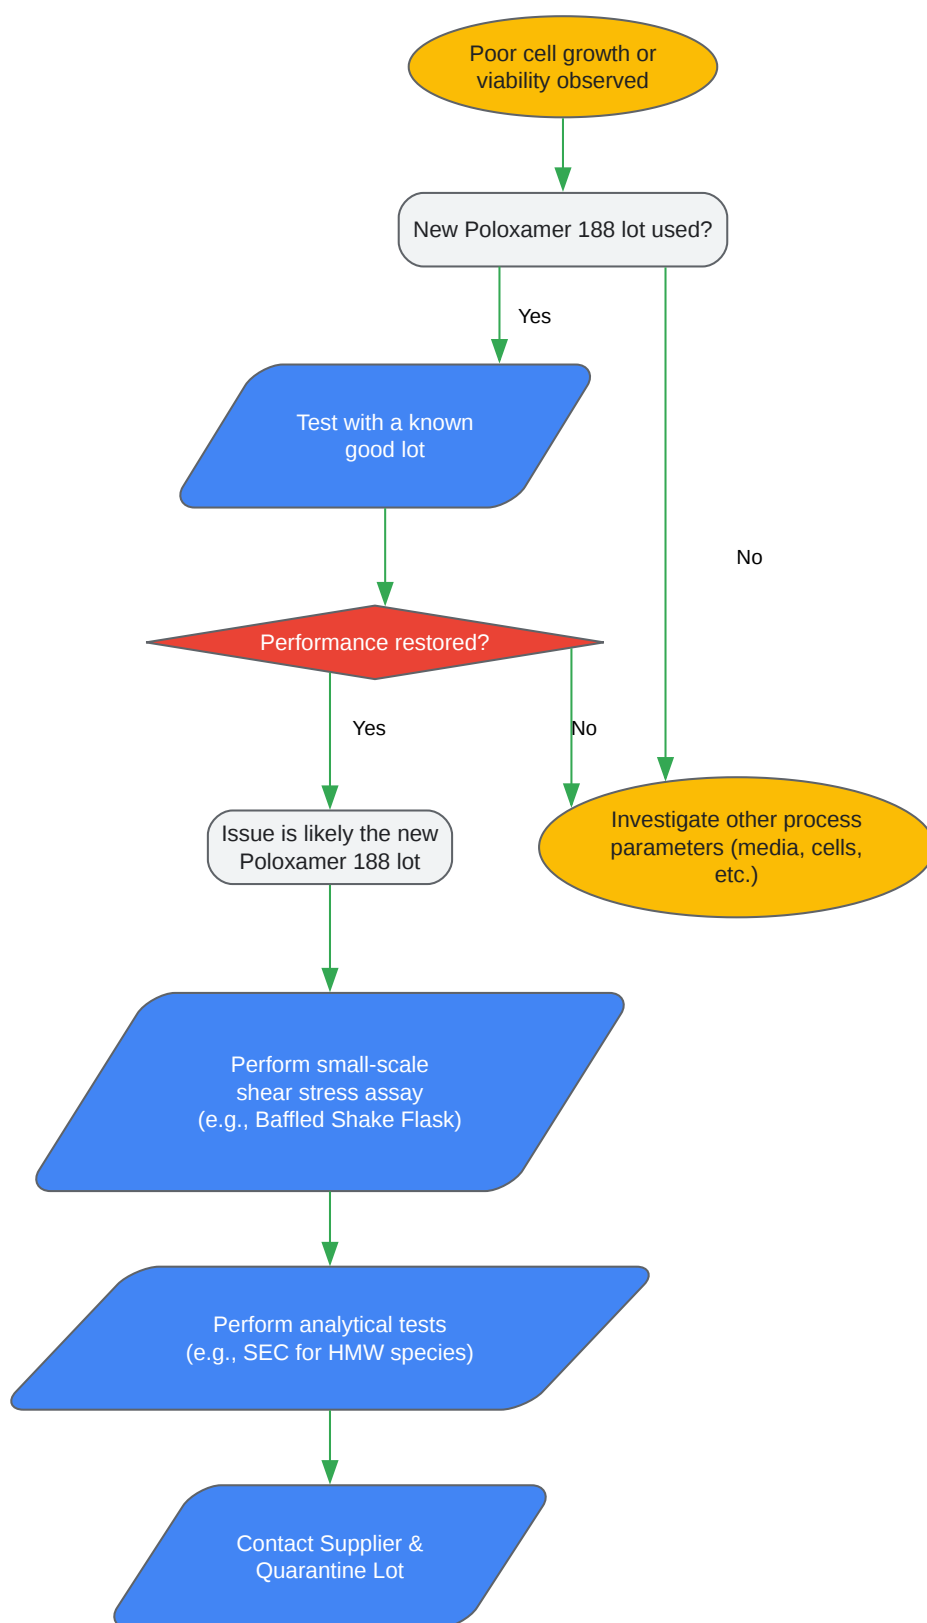 Poor cell growth or
viability observed
New Poloxamer 188 lot used?
Yes
Test with a known
good lot
No
Performance restored?
Yes
No
Issue is likely the new
Poloxamer 188 lot
Investigate other process
parameters (media, cells,
etc.)
Perform small-scale
shear stress assay
(e.g., Baffled Shake Flask)
Perform analytical tests
(e.g., SEC for HMW species)
Contact Supplier &
Quarantine Lot